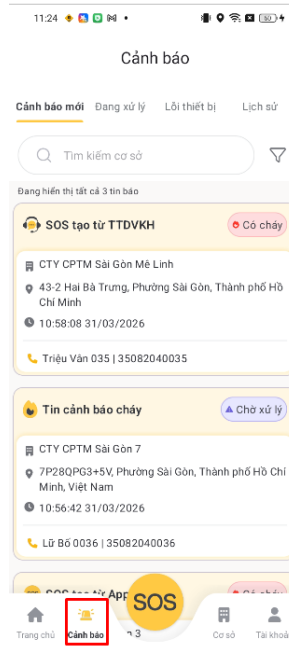 11:24
Cảnh báo
Cảnh báo mới Đang xử lý Lỗi thiết bị Lịch sử
Tìm kiếm cơ sở
Đang hiển thị tất cả 3 tin báo
SOS tạo từ TTDVKH
Có cháy
CTY CPTM Sài Gòn Mê Linh
43-2 Hai Bà Trưng, Phường Sài Gòn, Thành phố Hồ
Chí Minh
10:58:08 31/03/2026
Triệu Vân 035 | 35082040035
Tin cảnh báo cháy
Chờ xử lý
CTY CPTM Sài Gòn 7
7P28QPG3+5V, Phường Sài Gòn, Thành phố Hồ Chí
Minh, Việt Nam
10:56:42 31/03/2026
Lữ Bố 0036 | 35082040036
SOS tạo từ App
SOS
Trang chủ Cảnh báo Cơ sở Tài khoả